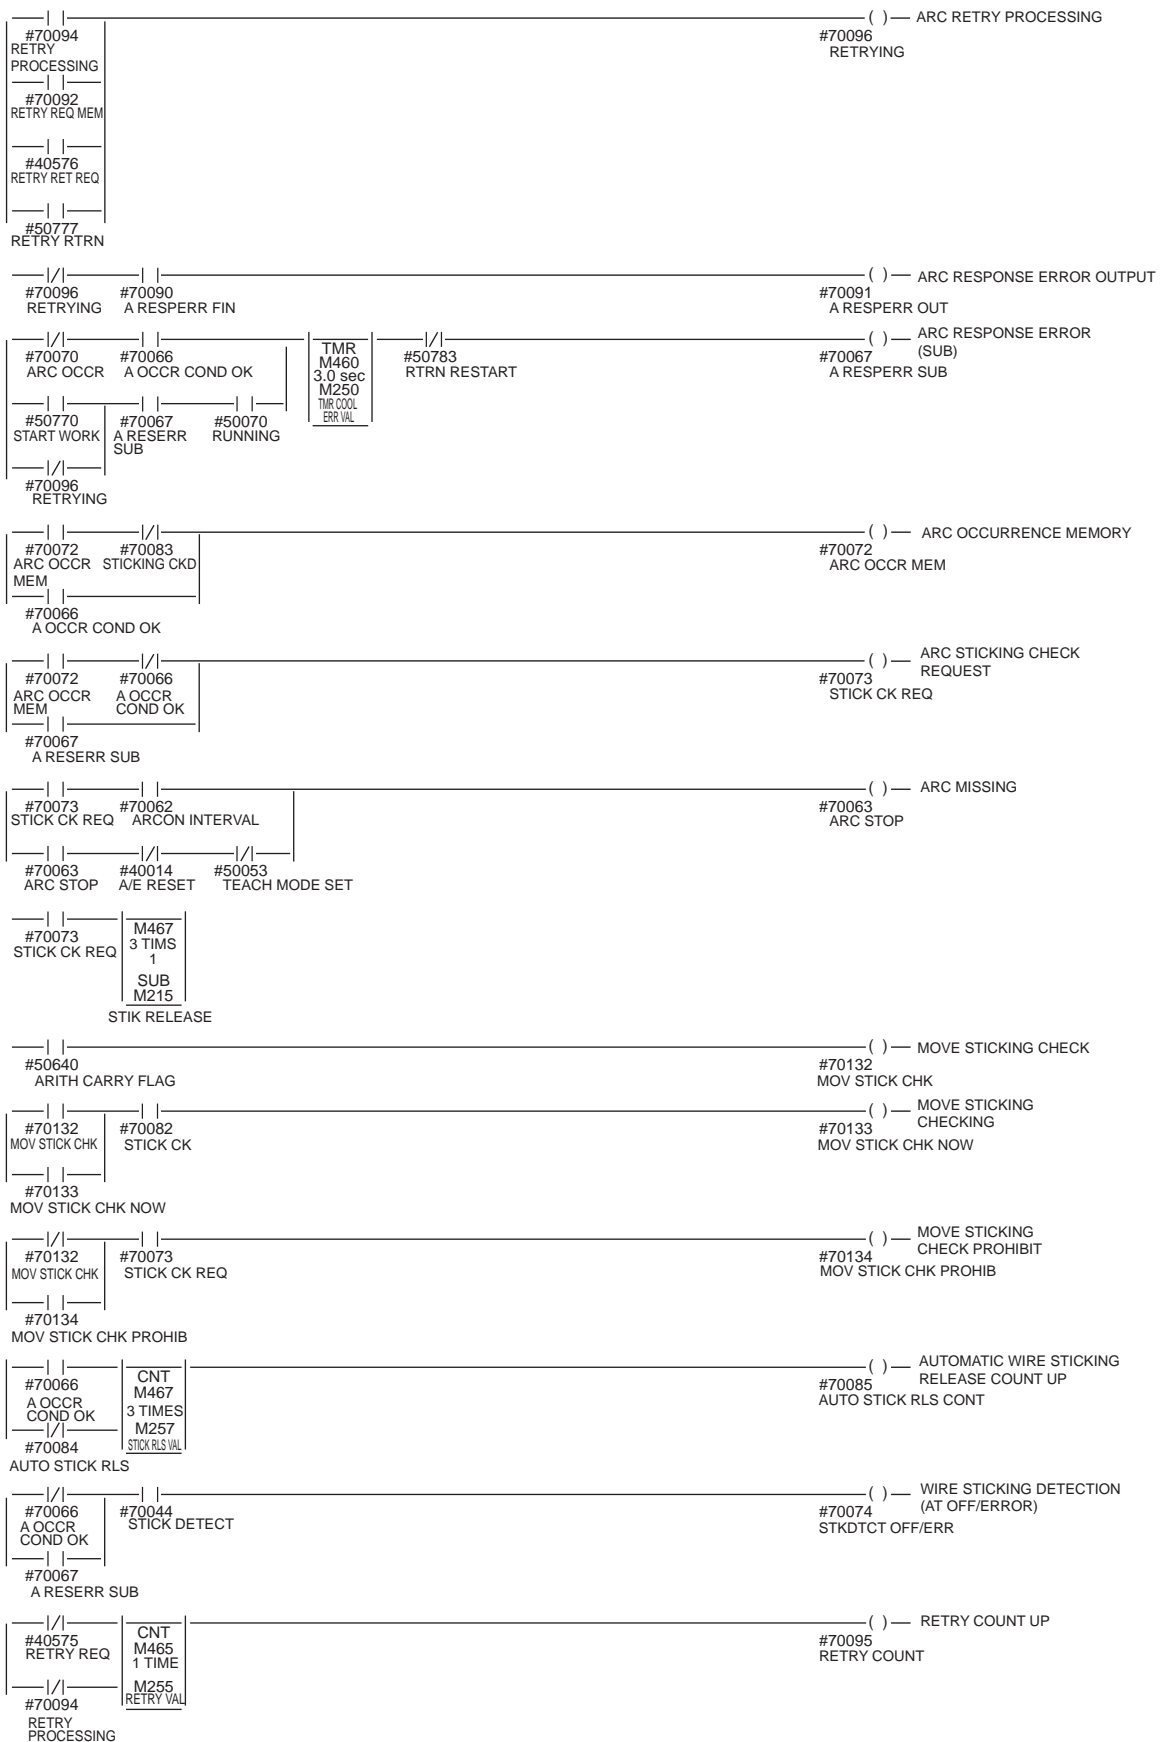 ARC RETRY PROCESSING
#70094
#70096
RETRY
PROCESSING
RETRYING
#70092
RETRY REQ MEM
#40576
RETRY RET REQ
#50777
RETRY RTRN
ARC RESPONSE ERROR OUTPUT
#70096 #70090 #70091
RETRYING A RESPERR FIN A RESPERR OUT
ARC RESPONSE ERROR
(SUB)
#70070 #70066
ARC OCCR A OCCR COND OK
TMR
M460
3.0 sec
M250
TMR COOL
ERR VAL
#50783
RTRN RESTART
#70067
A RESPERR SUB
#50770 #70067 #50070
START WORK A RESERR
SUB
RUNNING
#70096
RETRYING
ARC OCCURRENCE MEMORY
#70072 #70083 #70072
ARC OCCR
MEM
STICKING CKD
ARC OCCR MEM
#70066
A OCCR COND OK
ARC STICKING CHECK
REQUEST
#70072 #70066 #70073
ARC OCCR
MEM
A OCCR
COND OK
STICK CK REQ
#70067
A RESERR SUB
ARC MISSING
#70073 #70062 #70063
STICK CK REQ ARCON INTERVAL ARC STOP
#70063 #40014 #50053
ARC STOP A/E RESET TEACH MODE SET
#70073
STICK CK REQ
M467
3 TIMS
1
SUB
M215
STIK RELEASE
MOVE STICKING CHECK
#50640 #70132
ARITH CARRY FLAG MOV STICK CHK
MOVE STICKING
CHECKING
#70132 #70082 #70133
MOV STICK CHK STICK CK MOV STICK CHK NOW
#70133
MOV STICK CHK NOW
MOVE STICKING
CHECK PROHIBIT
#70132 #70073 #70134
MOV STICK CHK STICK CK REQ MOV STICK CHK PROHIB
#70134
MOV STICK CHK PROHIB
AUTOMATIC WIRE STICKING
RELEASE COUNT UP
#70066
A OCCR
COND OK
CNT
M467
3 TIMES
M257
STICK RLS VAL
#70085
AUTO STICK RLS CONT
#70084
AUTO STICK RLS
WIRE STICKING DETECTION
(AT OFF/ERROR)
#70066 #70044 #70074
A OCCR
COND OK
STICK DETECT
STKDTCT OFF/ERR
#70067
A RESERR SUB
RETRY COUNT UP
#40575
RETRY REQ
CNT
M465
1 TIME
M255
RETRY VAL
#70095
RETRY COUNT
#70094
RETRY
PROCESSING